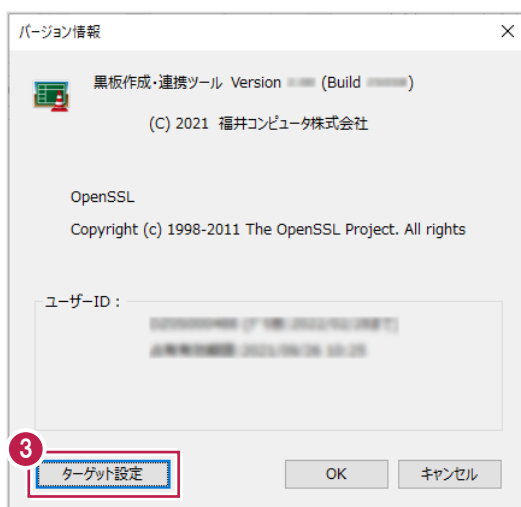 バージョン情報
黒板作成・連携ツール Version (Build )
(C) 2021 福井コンピュータ株式会社
OpenSSL
Copyright (c) 1998-2011 The OpenSSL Project. All rights
ユーザーID :
3
ターゲット設定
OK
キャンセル